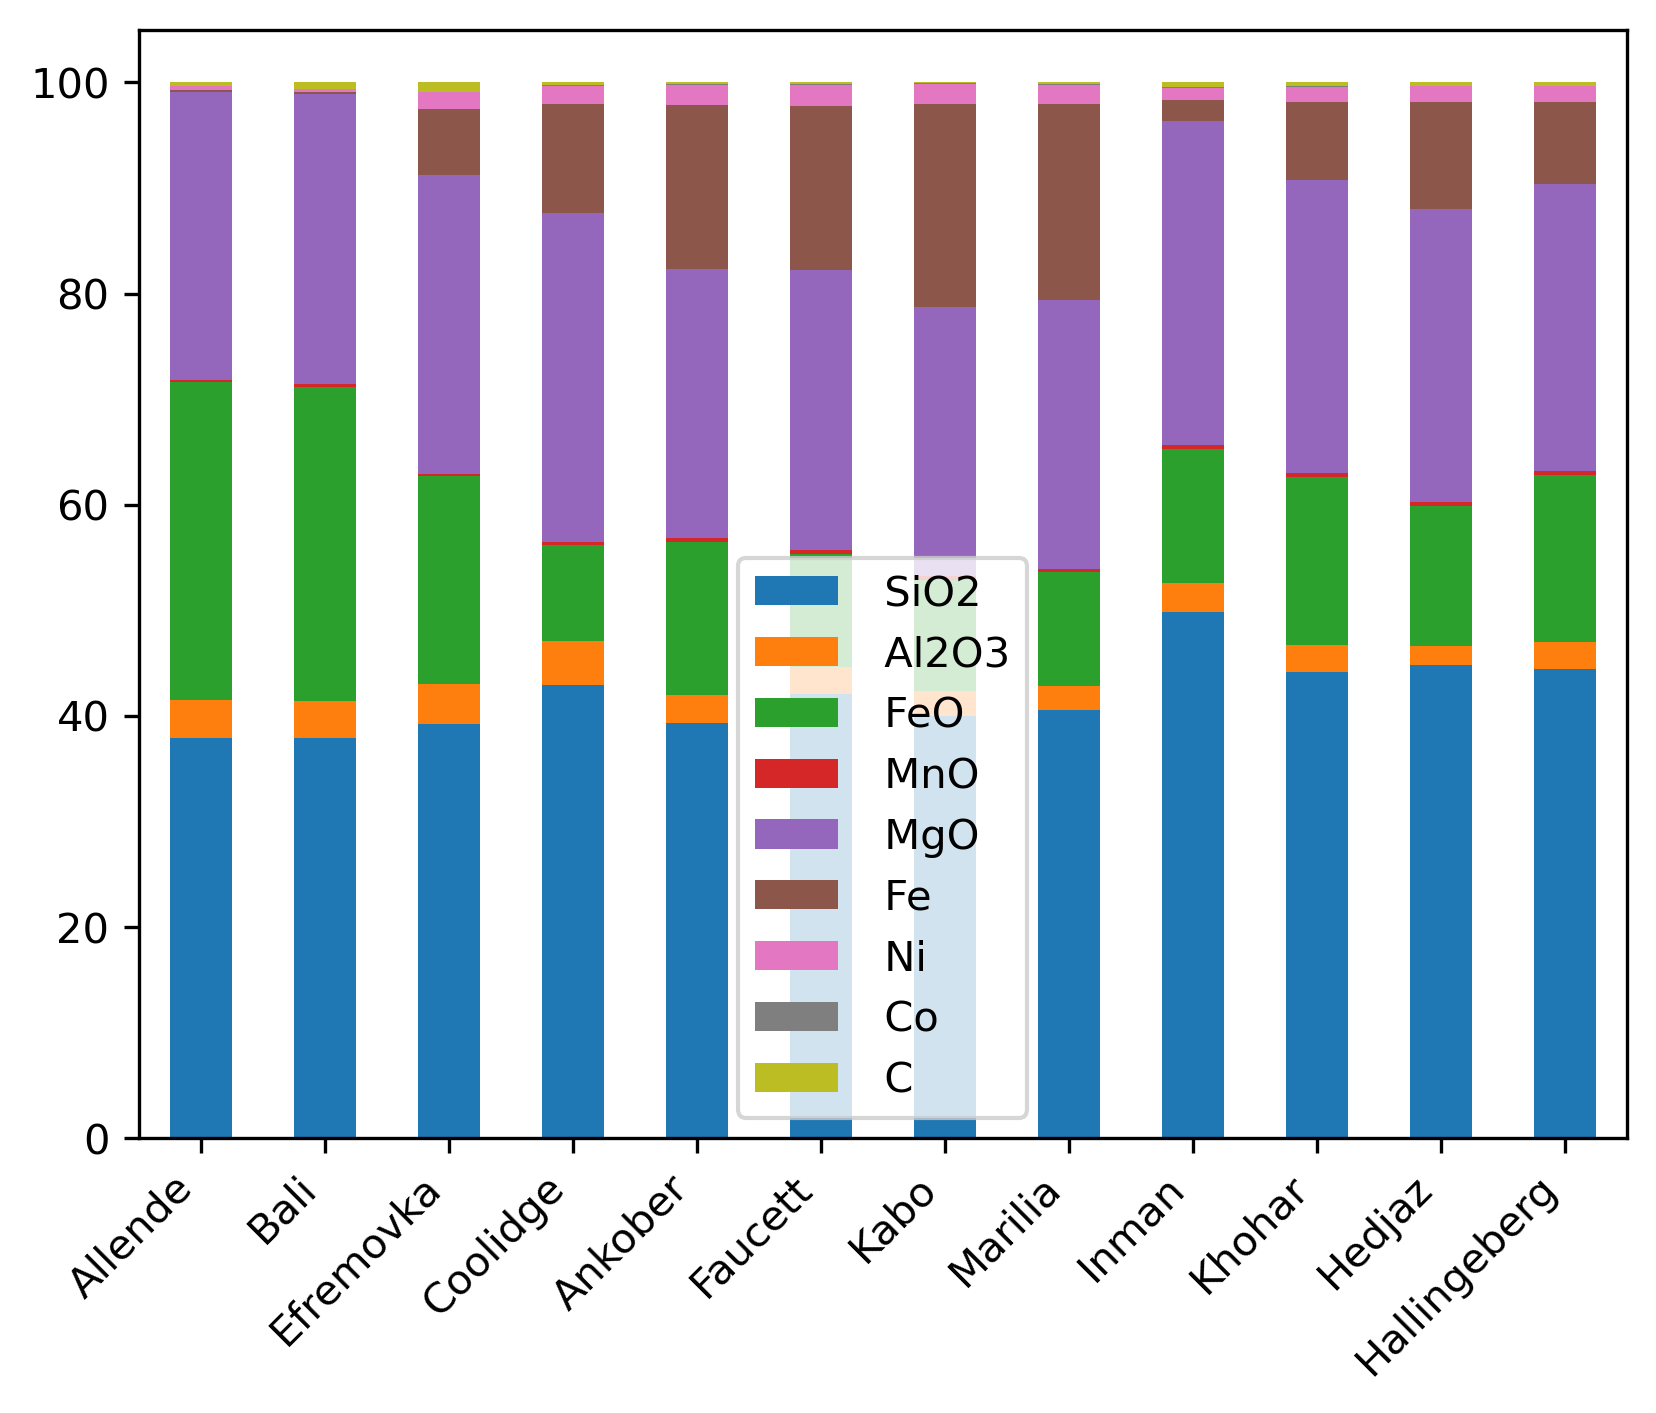 100
80
60
40
20
0
SiO2
Al2O3
FeO
MnO
MgO
Fe
Ni
Co
C
Allende
Bali
Efremovka
Coolidge
Ankober
Faucett
Kabo
Marilia
Inman
Khohar
Hedjaz
Hallingeberg